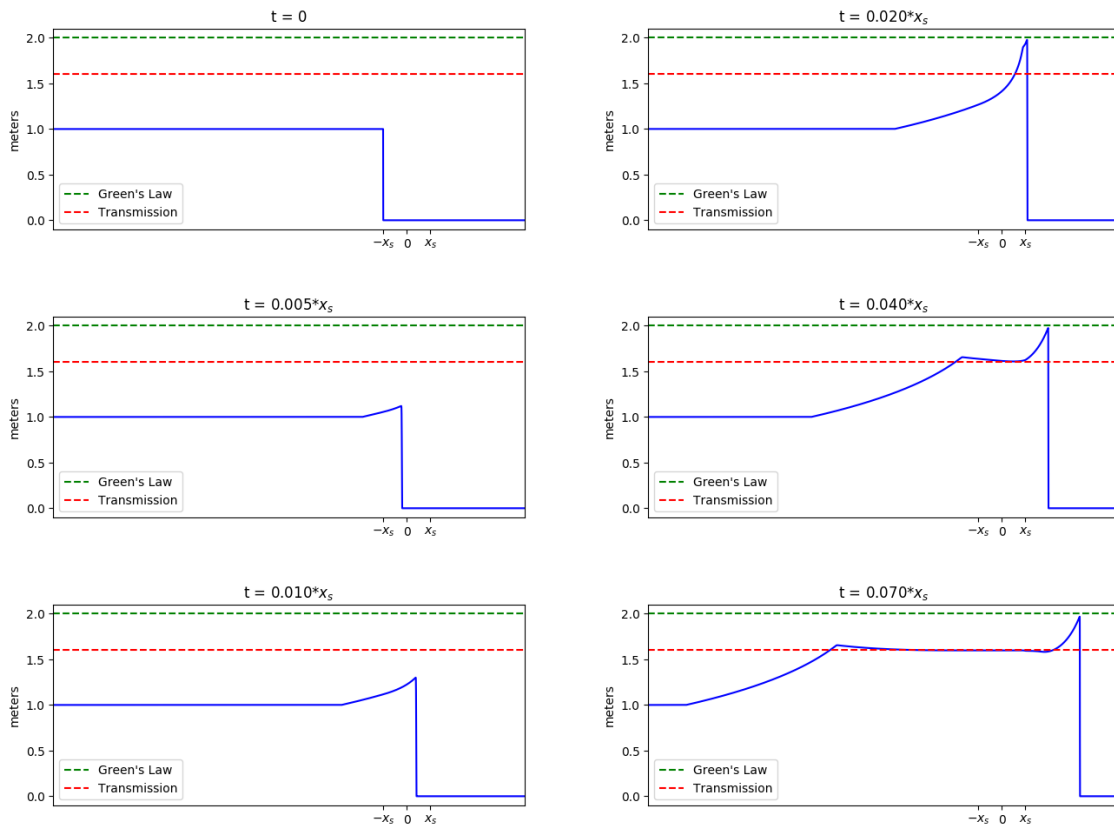 t = 0
meters
2.0
1.5
1.0
0.5
0.0
Green's Law
Transmission
−xₛ 0 xₛ
t = 0.005*xₛ
meters
2.0
1.5
1.0
0.5
0.0
Green's Law
Transmission
−xₛ 0 xₛ
t = 0.010*xₛ
meters
2.0
1.5
1.0
0.5
0.0
Green's Law
Transmission
−xₛ 0 xₛ
t = 0.020*xₛ
meters
2.0
1.5
1.0
0.5
0.0
Green's Law
Transmission
−xₛ 0 xₛ
t = 0.040*xₛ
meters
2.0
1.5
1.0
0.5
0.0
Green's Law
Transmission
−xₛ 0 xₛ
t = 0.070*xₛ
meters
2.0
1.5
1.0
0.5
0.0
Green's Law
Transmission
−xₛ 0 xₛ